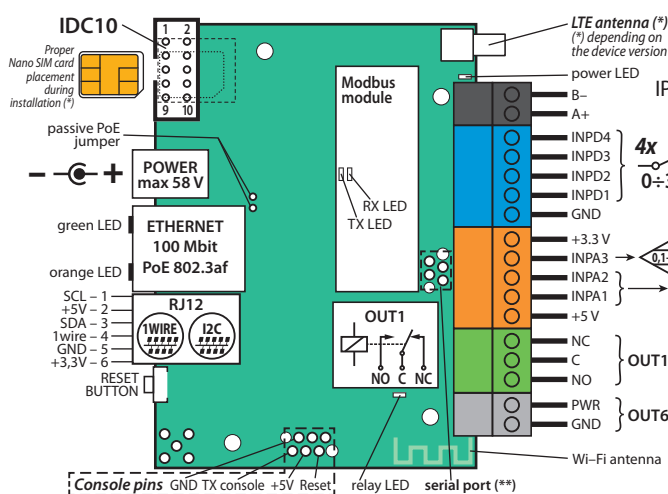 IDC10
Proper
Nano SIM card
placement
during
installation (*)
1 2
9 10
LTE antenna (*)
(*) depending on
the device version
power LED
Modbus
module
RX LED
TX LED
passive PoE
jumper
POWER
max 58 V
green LED
orange LED
ETHERNET
100 Mbit
PoE 802.3af
RJ12
1WIRE
I2C
SCL – 1
+5V – 2
SDA – 3
1wire – 4
GND – 5
+3,3V – 6
RESET
BUTTON
OUT1
NO C NC
B–
A+
INPD4
INPD3
INPD2
INPD1
GND
4x
+3.3 V
INPA3
INPA2
INPA1
+5 V
NC
C
NO
OUT1
PWR
GND
OUT6
Wi–Fi antenna
Console pins GND TX console +5V Reset
relay LED
serial port (**)